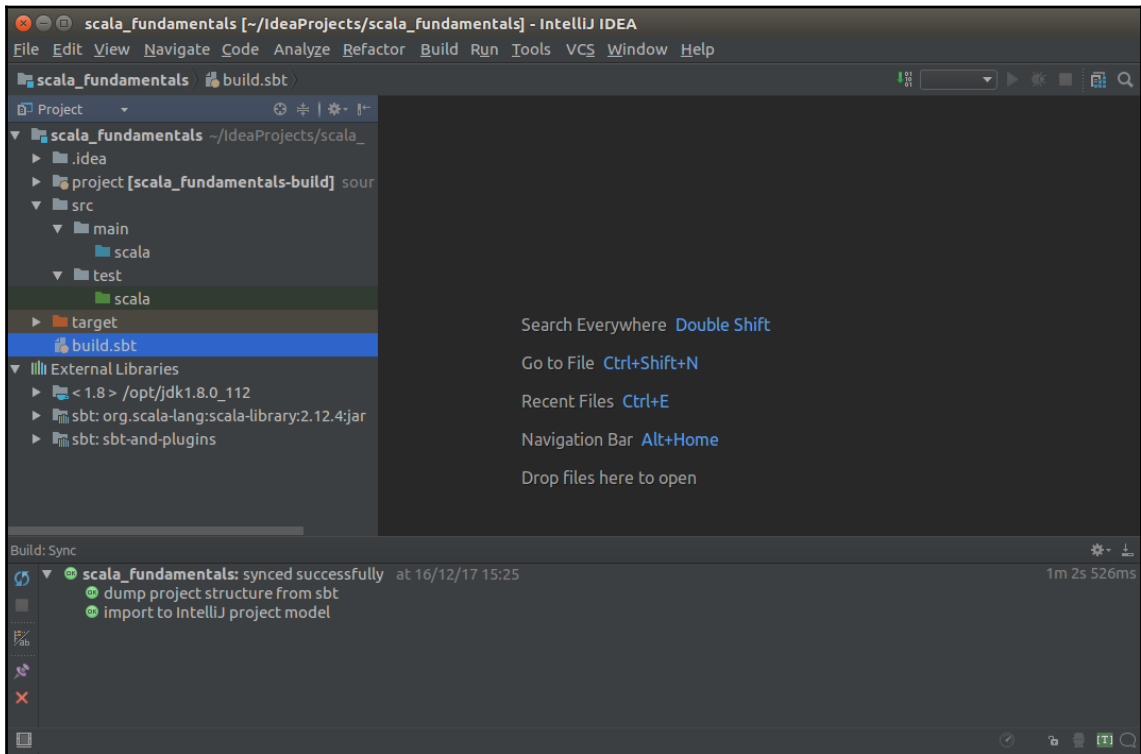 scala_fundamentals [~/IdeaProjects/scala_fundamentals] - IntelliJ IDEA
File Edit View Navigate Code Analyze Refactor Build Run Tools VCS Window Help
scala_fundamentals build.sbt
Project
scala_fundamentals ~/IdeaProjects/scala_
.idea
project [scala_fundamentals-build] sour
src
main
scala
test
scala
target
build.sbt
External Libraries
< 1.8 > /opt/jdk1.8.0_112
sbt: org.scala-lang:scala-library:2.12.4:jar
sbt: sbt-and-plugins
Search Everywhere Double Shift
Go to File Ctrl+Shift+N
Recent Files Ctrl+E
Navigation Bar Alt+Home
Drop files here to open
Build: Sync
scala_fundamentals: synced successfully at 16/12/17 15:25 1m 2s 526ms
dump project structure from sbt
import to IntelliJ project model